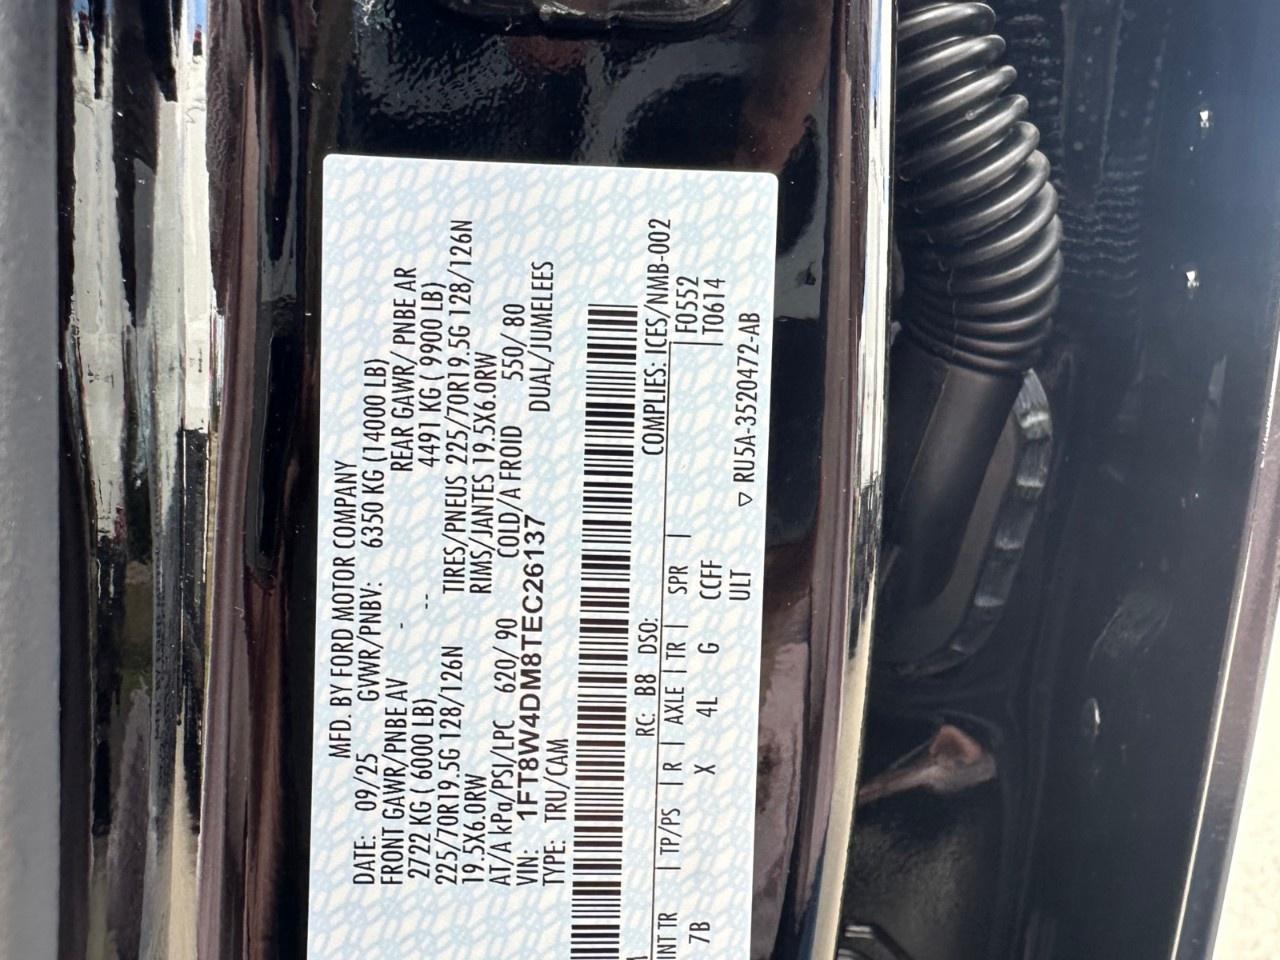 MFD. BY FORD MOTOR COMPANY
DATE: 09/25 GVWR/PNBV: 6350 KG (14000 LB)
FRONT GAWR/PNBE AV - -- REAR GAWR/ PNBE AR
2722 KG (6000 LB) 4491 KG ( 9900 LB)
225/70R19.5G 128/126N TIRES/PNEUS 225/70R19.5G 128/126N
19.5X6.0RW RIMS/JANTES 19.5X6.0RW
AT/A kPa/PSI/LPC 620/ 90 COLD/A FROID 550/ 80
VIN: 1FT8W4DM8TEC26137 DUAL/JUMELEES
TYPE: TRU/CAM
RC: B8 DSO: COMPLIES: ICES/NMB-002
INT TR | TP/PS | R | AXLE | TR | SPR | F0552
7B X 4L G CCFF T0614
ULT ▽ RU5A-3520472-AB